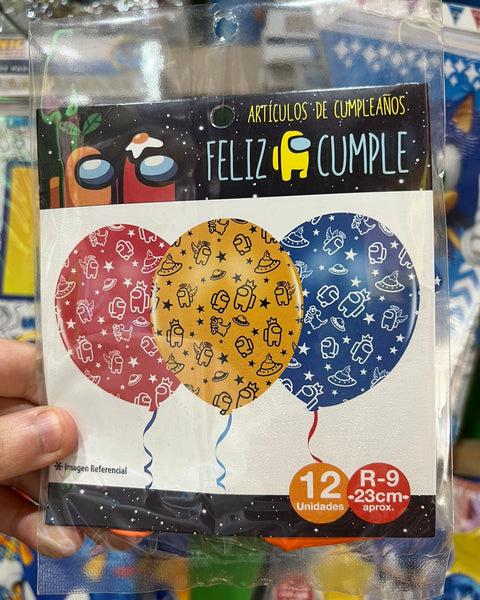 ARTÍCULOS DE CUMPLEAÑOS
FELIZ CUMPLE
* Imagen Referencial
12
Unidades
R-9
23cm
aprox.